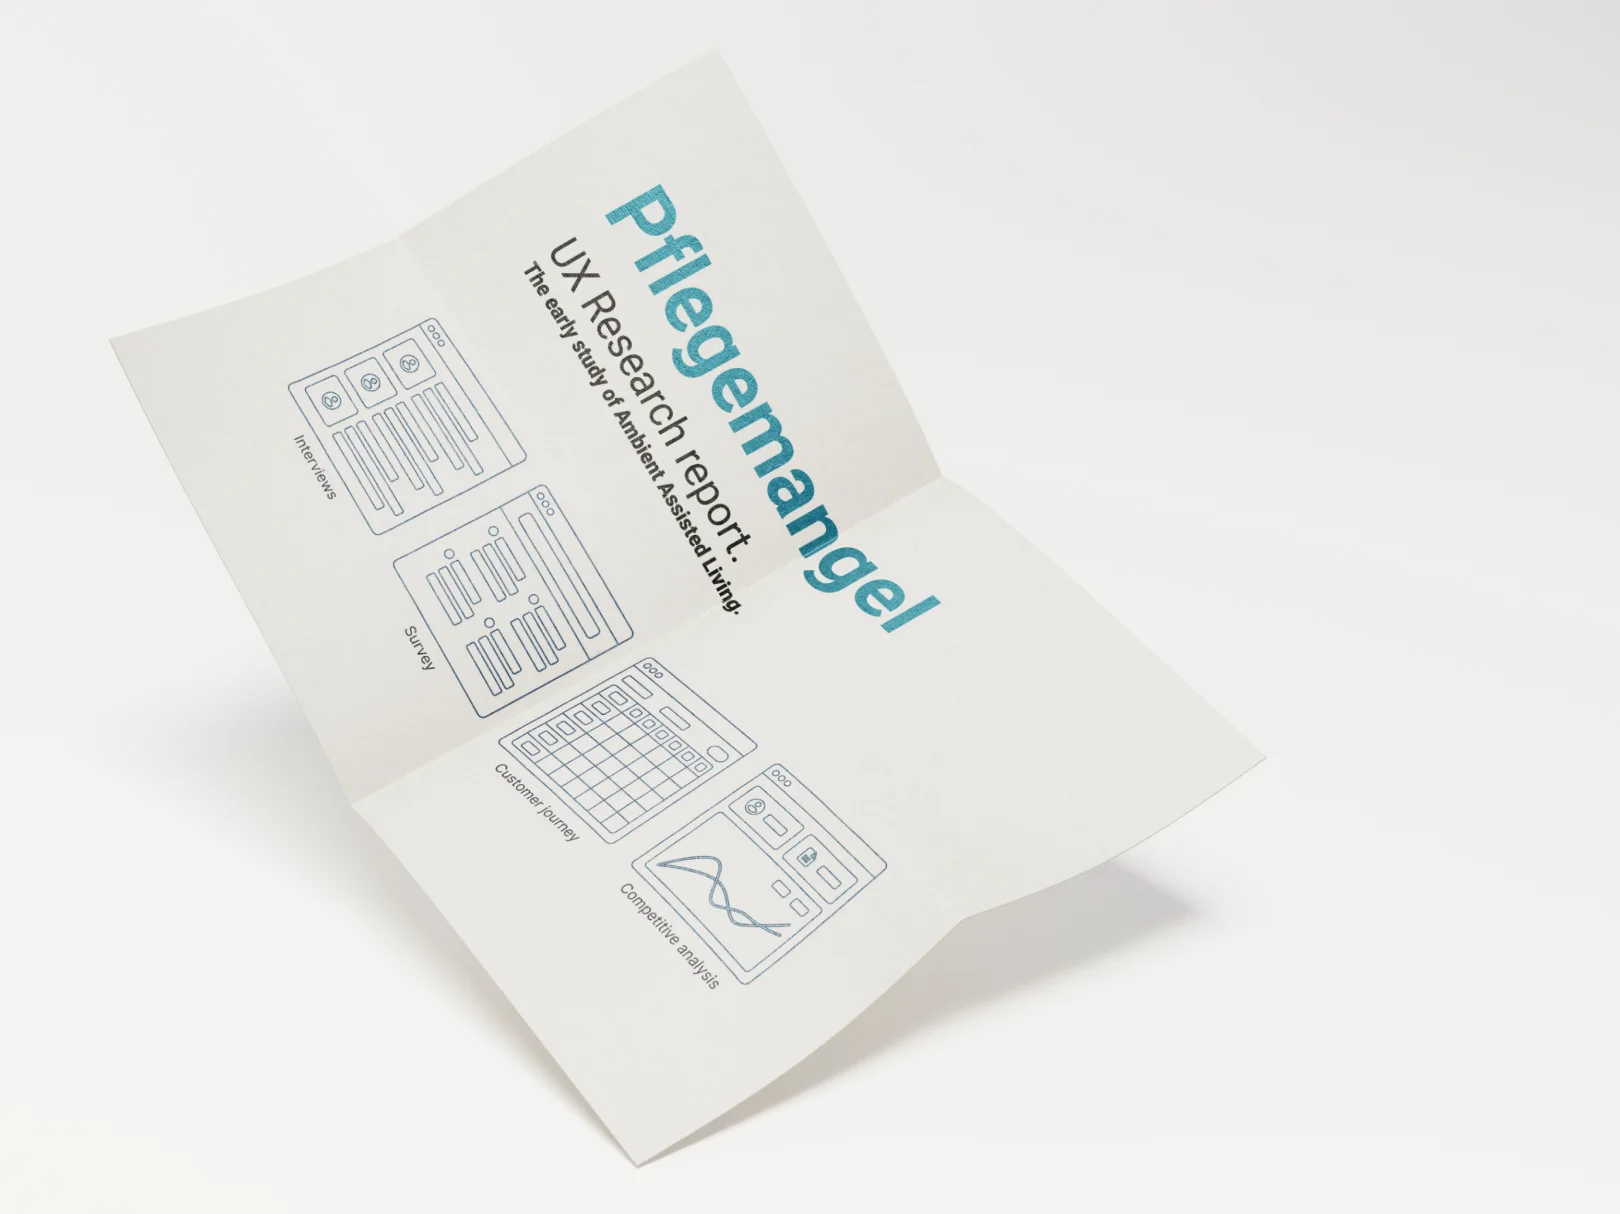 Pflegemangel
UX Research report.
The early study of Ambient Assisted Living.
Interviews
Survey
Customer journey
Competitive analysis